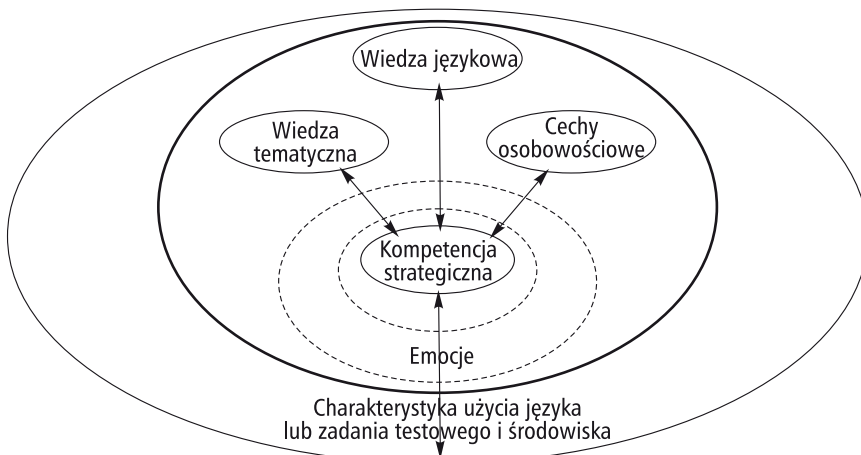 Wiedza językowa
Wiedza
tematyczna
Cechy
osobowościowe
Kompetencja
strategiczna
Emocje
Charakterystyka użycia języka
lub zadania testowego i środowiska